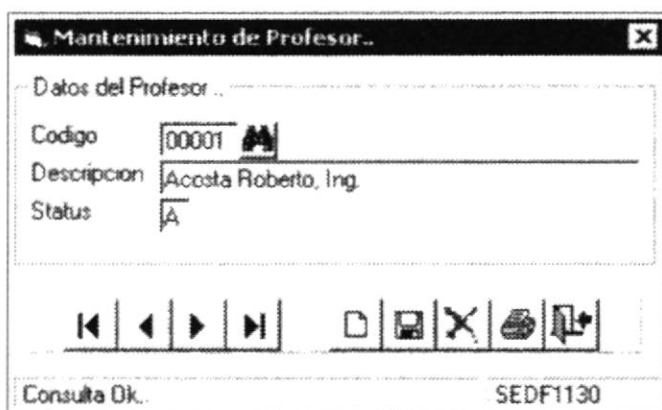 Mantenimiento de Profesor..
Datos del Profesor ..
Codigo 00001
Descripcion Acosta Roberto, Ing.
Status A
Consulta Ok. SEDF1130